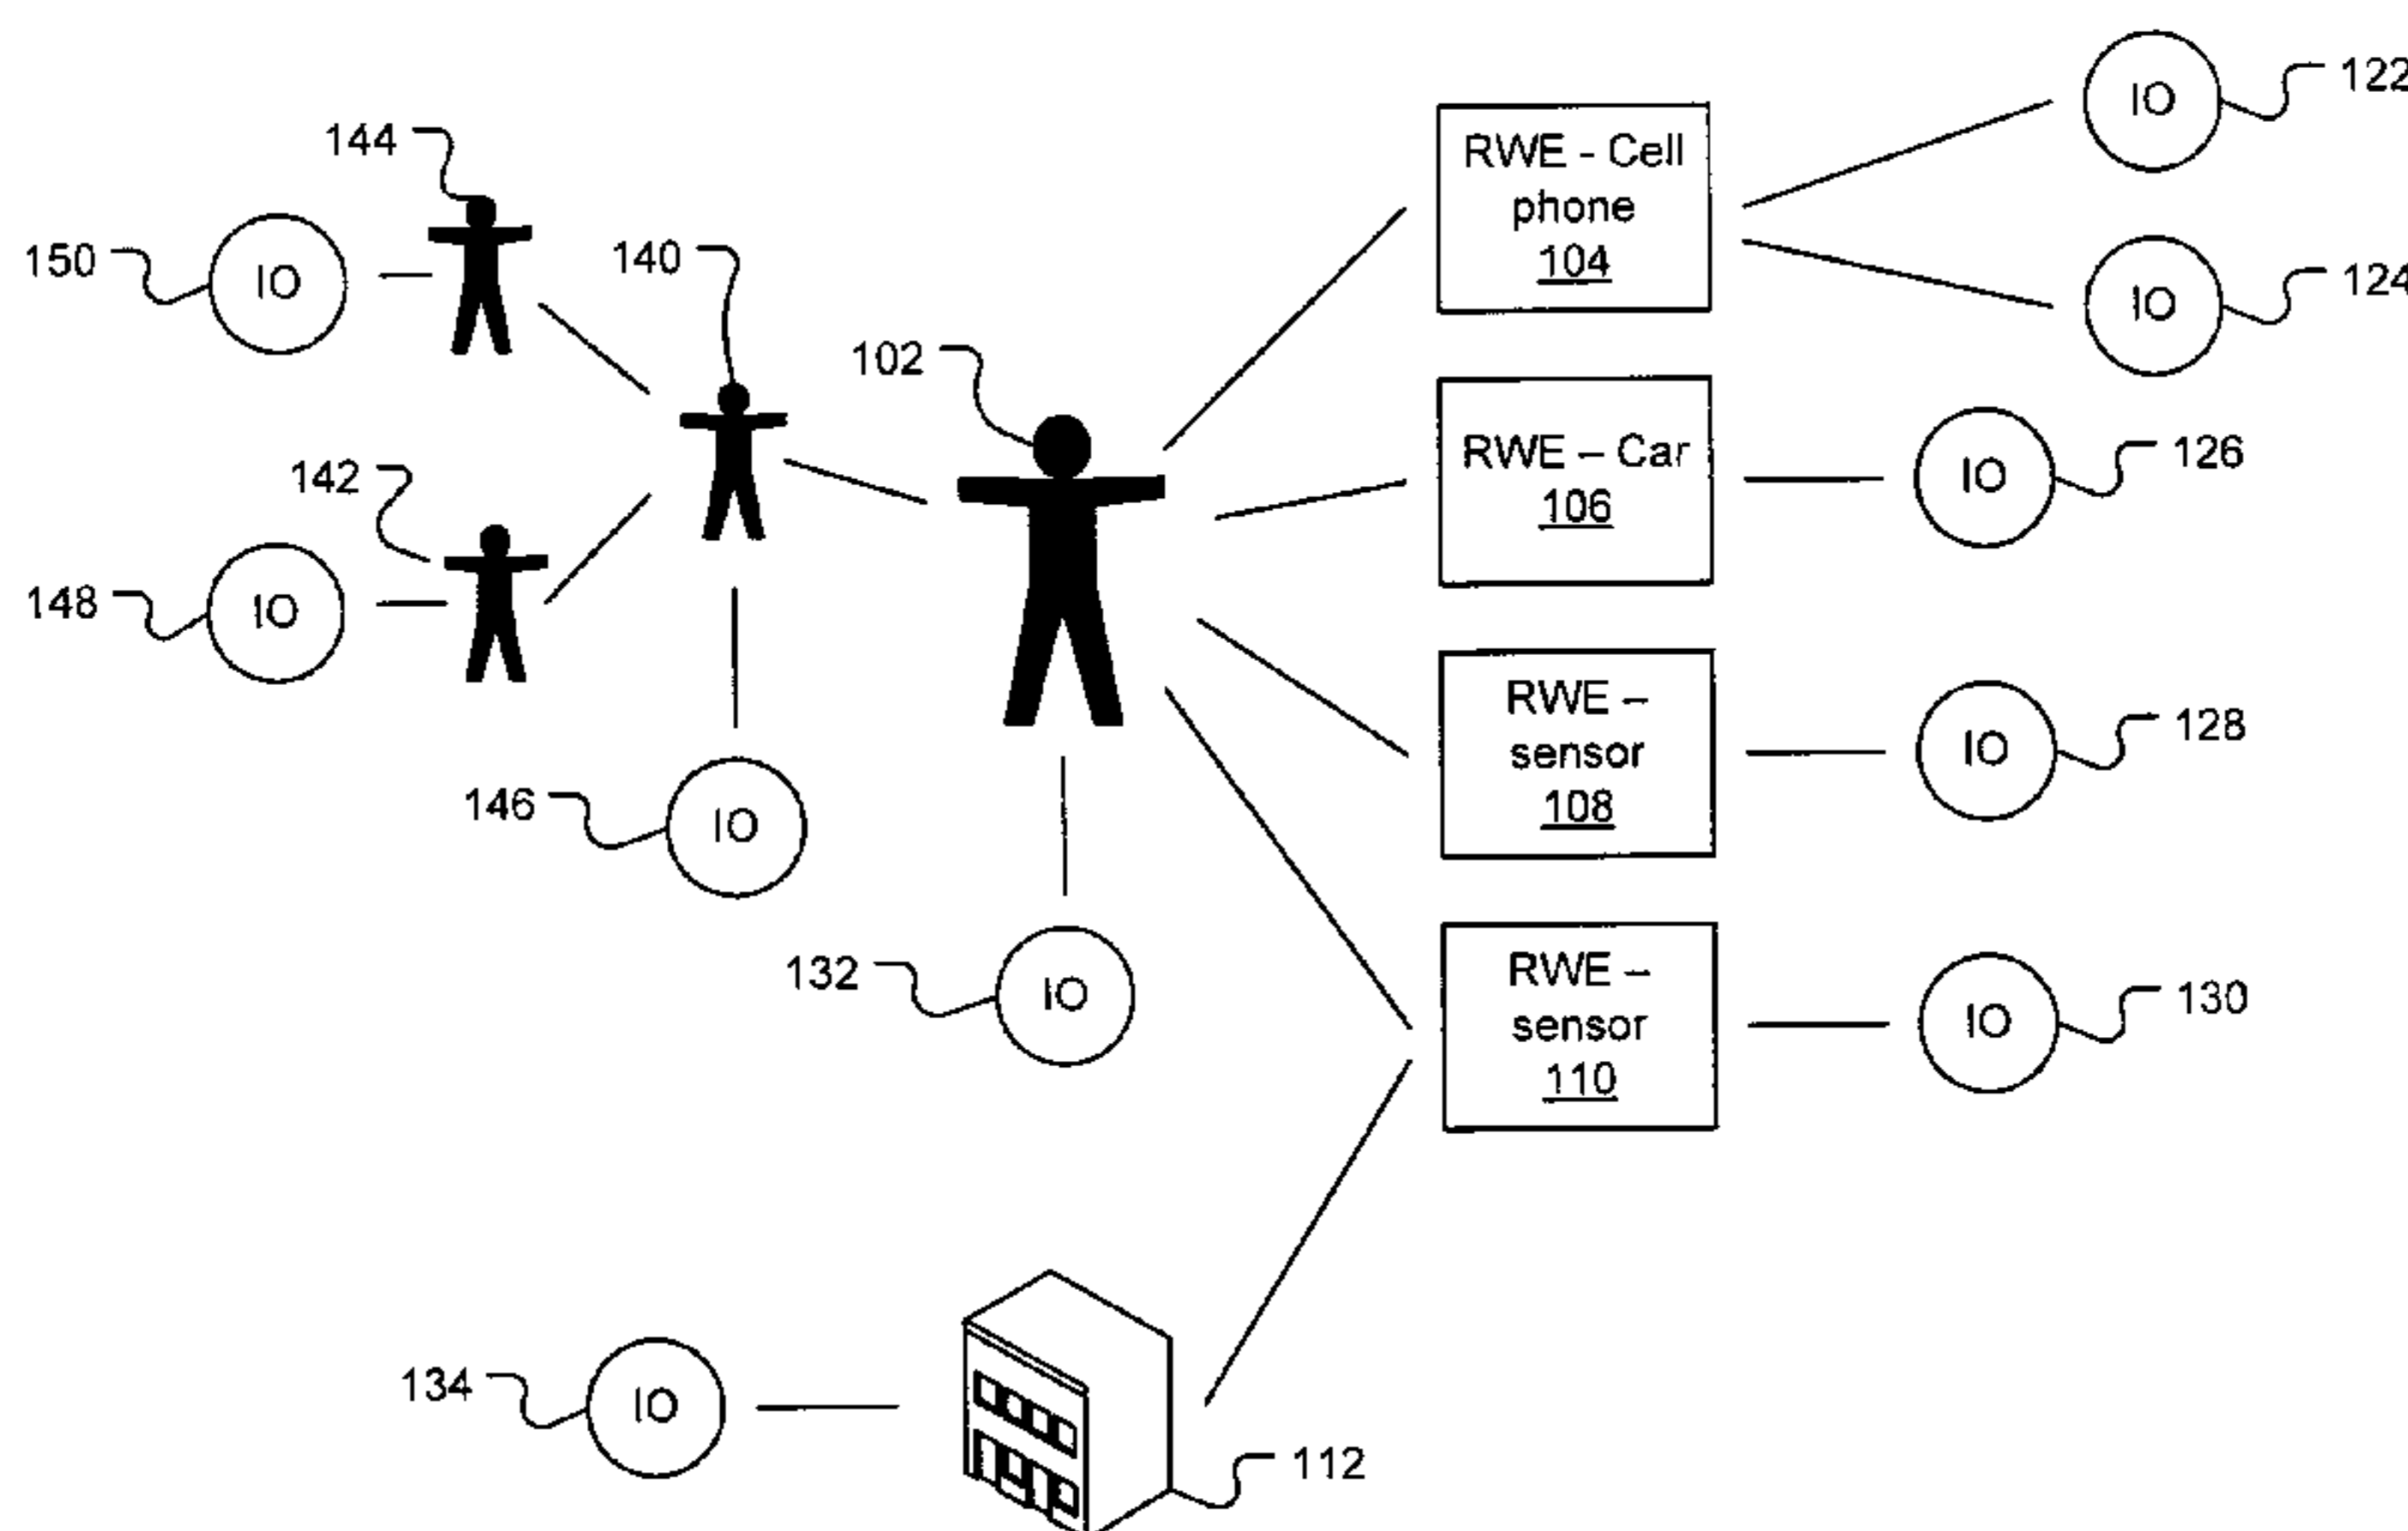 122
144
IO
RWE - Cell
phone
104
150
IO
140
124
IO
102
126
RWE – Car
106
IO
142
148
IO
128
RWE –
sensor
108
IO
146
IO
132
IO
130
RWE –
sensor
110
IO
134
IO
112